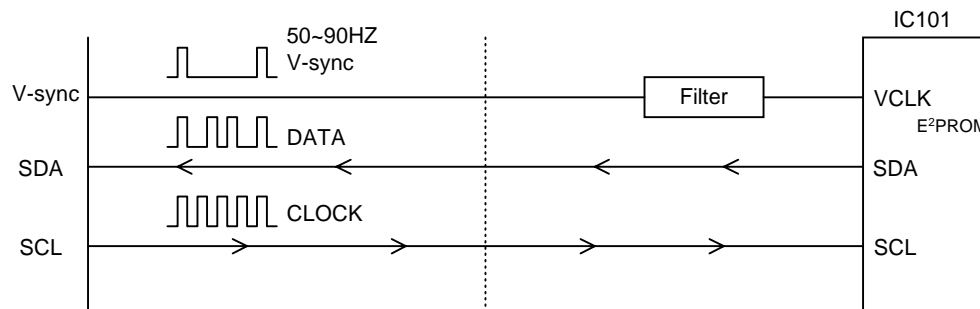 IC101
50~90HZ
V-sync
V-sync
Filter
VCLK
E²PROM
DATA
SDA
SDA
CLOCK
SCL
SCL